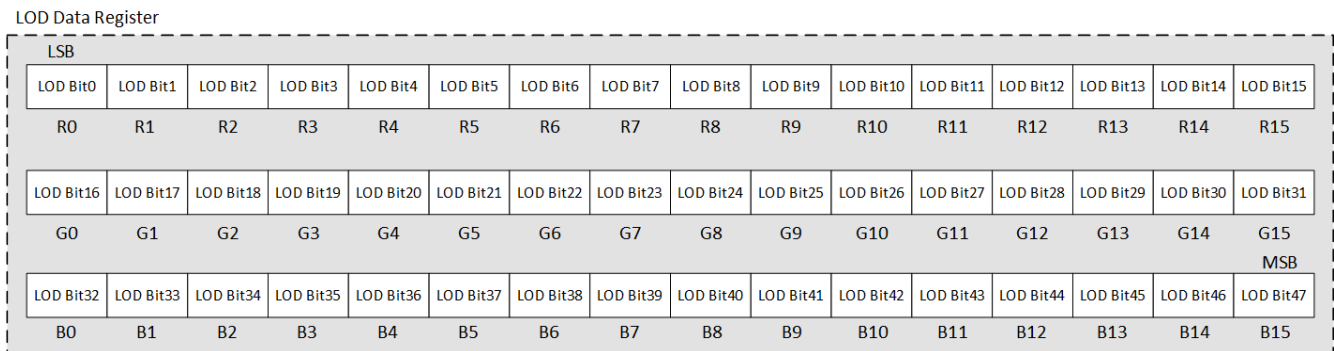 LOD Data Register
LSB
LOD Bit0 LOD Bit1 LOD Bit2 LOD Bit3 LOD Bit4 LOD Bit5 LOD Bit6 LOD Bit7 LOD Bit8 LOD Bit9 LOD Bit10 LOD Bit11 LOD Bit12 LOD Bit13 LOD Bit14 LOD Bit15
R0 R1 R2 R3 R4 R5 R6 R7 R8 R9 R10 R11 R12 R13 R14 R15
LOD Bit16 LOD Bit17 LOD Bit18 LOD Bit19 LOD Bit20 LOD Bit21 LOD Bit22 LOD Bit23 LOD Bit24 LOD Bit25 LOD Bit26 LOD Bit27 LOD Bit28 LOD Bit29 LOD Bit30 LOD Bit31
G0 G1 G2 G3 G4 G5 G6 G7 G8 G9 G10 G11 G12 G13 G14 G15
MSB
LOD Bit32 LOD Bit33 LOD Bit34 LOD Bit35 LOD Bit36 LOD Bit37 LOD Bit38 LOD Bit39 LOD Bit40 LOD Bit41 LOD Bit42 LOD Bit43 LOD Bit44 LOD Bit45 LOD Bit46 LOD Bit47
B0 B1 B2 B3 B4 B5 B6 B7 B8 B9 B10 B11 B12 B13 B14 B15